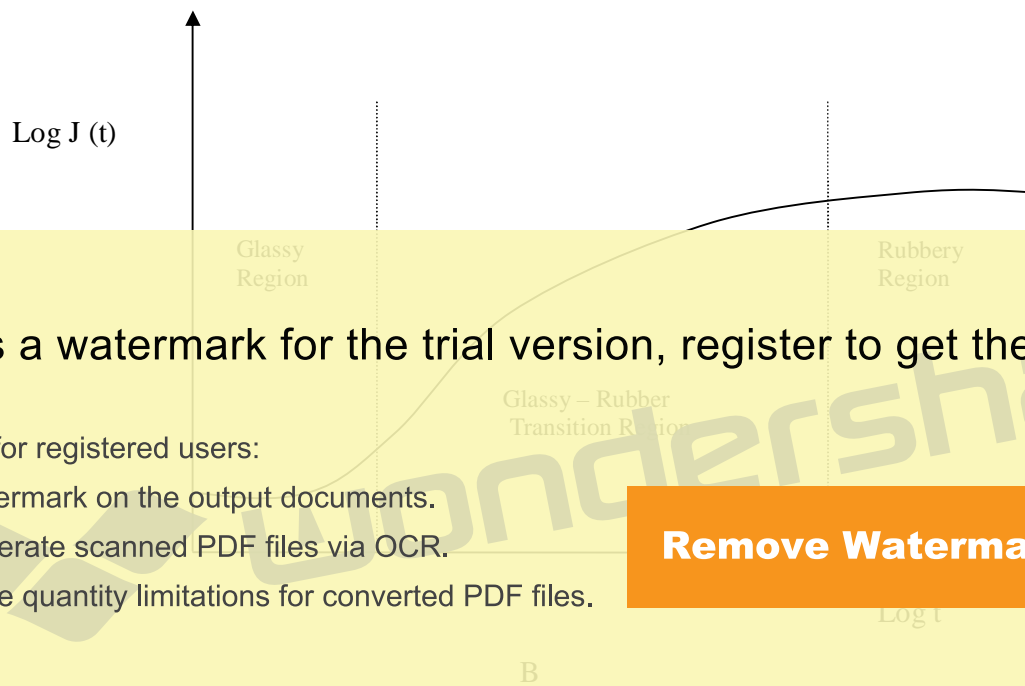 Log J (t)
Glassy
Region
Rubbery
Region
s a watermark for the trial version, register to get the
Glassy – Rubber
Transition Region
for registered users:
ermark on the output documents.
erate scanned PDF files via OCR.
e quantity limitations for converted PDF files.
Remove Waterma
wondersh
Log t
B